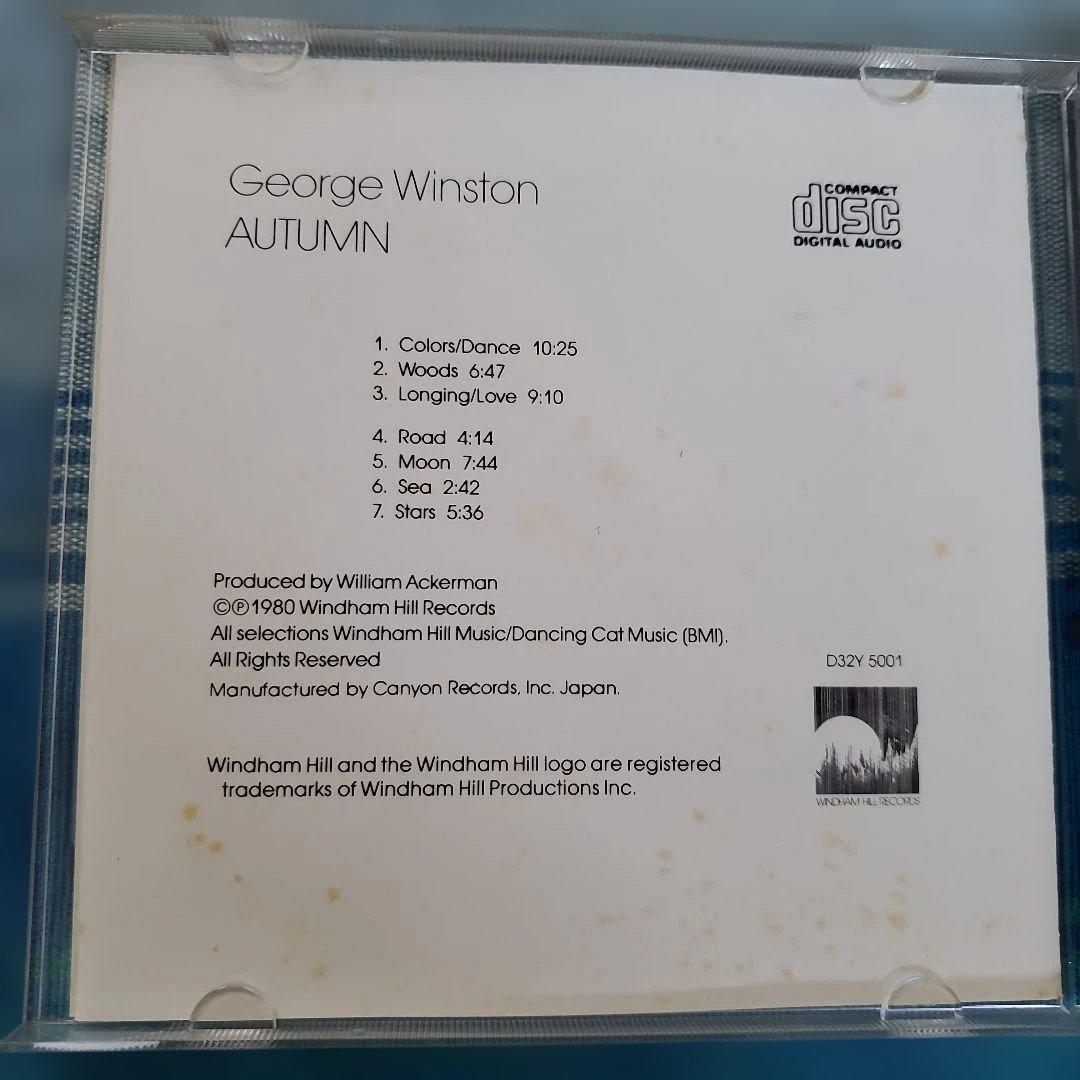 George Winston
AUTUMN
COMPACT
disc
DIGITAL AUDIO
1. Colors/Dance 10:25
2. Woods 6:47
3. Longing/Love 9:10
4. Road 4:14
5. Moon 7:44
6. Sea 2:42
7. Stars 5:36
Produced by William Ackerman
©℗1980 Windham Hill Records
All selections Windham Hill Music/Dancing Cat Music (BMI).
All Rights Reserved
Manufactured by Canyon Records, Inc. Japan.
D32Y 5001
WINDHAM HILL RECORDS
Windham Hill and the Windham Hill logo are registered
trademarks of Windham Hill Productions Inc.